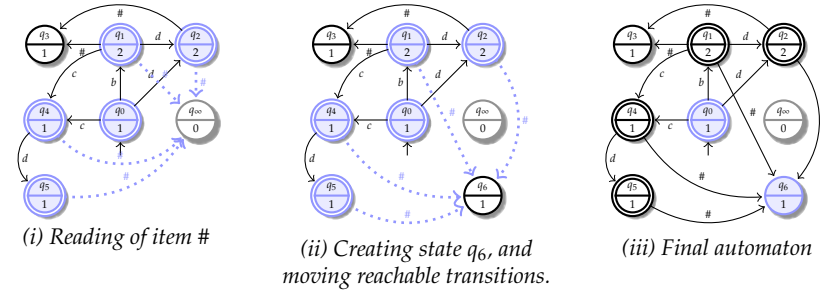 #
q3
1
#
q1
2
d
q2
2
c
b
d
#
#
q4
1
c
q0
1
q∞
0
d
#
q5
1
#
(i) Reading of item #
#
q3
1
#
q1
2
d
q2
2
c
b
d
q4
1
c
q0
1
#
q∞
0
#
d
#
q5
1
#
q6
1
(ii) Creating state q6, and
moving reachable transitions.
#
q3
1
#
q1
2
d
q2
2
c
b
d
q4
1
c
q0
1
#
q∞
0
d
#
q5
1
#
q6
1
(iii) Final automaton